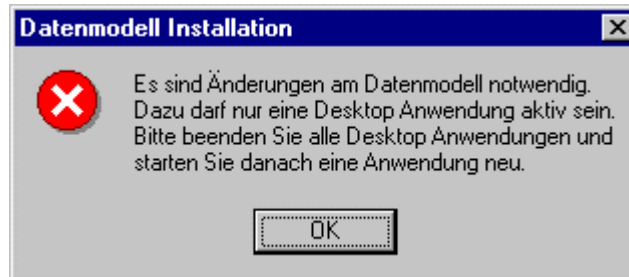 Datenmodell Installation
Es sind Änderungen am Datenmodell notwendig.
Dazu darf nur eine Desktop Anwendung aktiv sein.
Bitte beenden Sie alle Desktop Anwendungen und
starten Sie danach eine Anwendung neu.
OK